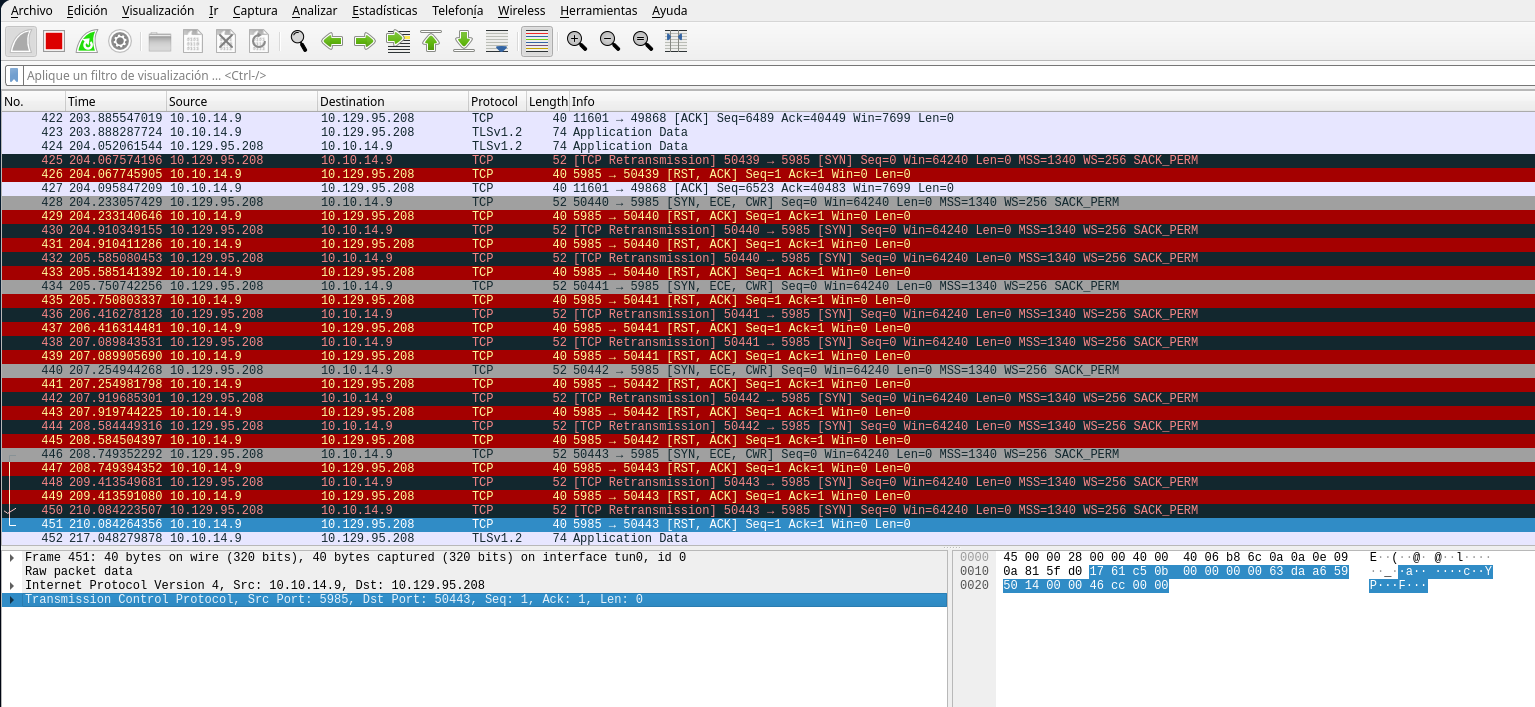 Archivo Edición Visualización Ir Captura Analizar Estadísticas Telefonía Wireless Herramientas Ayuda
Aplique un filtro de visualización ... <Ctrl-/>
No. Time Source Destination Protocol Length Info
422 203.885547019 10.10.14.9 10.129.95.208 TCP 40 11601 → 49868 [ACK] Seq=6489 Ack=40449 Win=7699 Len=0
423 203.888287724 10.10.14.9 10.129.95.208 TLSv1.2 74 Application Data
424 204.052061544 10.129.95.208 10.10.14.9 TLSv1.2 74 Application Data
425 204.067574196 10.129.95.208 10.10.14.9 TCP 52 [TCP Retransmission] 50439 → 5985 [SYN] Seq=0 Win=64240 Len=0 MSS=1340 WS=256 SACK_PERM
426 204.067745905 10.10.14.9 10.129.95.208 TCP 40 5985 → 50439 [RST, ACK] Seq=1 Ack=1 Win=0 Len=0
427 204.095847209 10.10.14.9 10.129.95.208 TCP 40 11601 → 49868 [ACK] Seq=6523 Ack=40483 Win=7699 Len=0
428 204.233057429 10.129.95.208 10.10.14.9 TCP 52 50440 → 5985 [SYN, ECE, CWR] Seq=0 Win=64240 Len=0 MSS=1340 WS=256 SACK_PERM
429 204.233140646 10.10.14.9 10.129.95.208 TCP 40 5985 → 50440 [RST, ACK] Seq=1 Ack=1 Win=0 Len=0
430 204.910349155 10.129.95.208 10.10.14.9 TCP 52 [TCP Retransmission] 50440 → 5985 [SYN] Seq=0 Win=64240 Len=0 MSS=1340 WS=256 SACK_PERM
431 204.910411286 10.10.14.9 10.129.95.208 TCP 40 5985 → 50440 [RST, ACK] Seq=1 Ack=1 Win=0 Len=0
432 205.585080453 10.129.95.208 10.10.14.9 TCP 52 [TCP Retransmission] 50440 → 5985 [SYN] Seq=0 Win=64240 Len=0 MSS=1340 WS=256 SACK_PERM
433 205.585141392 10.10.14.9 10.129.95.208 TCP 40 5985 → 50440 [RST, ACK] Seq=1 Ack=1 Win=0 Len=0
434 205.750742256 10.129.95.208 10.10.14.9 TCP 52 50441 → 5985 [SYN, ECE, CWR] Seq=0 Win=64240 Len=0 MSS=1340 WS=256 SACK_PERM
435 205.750803337 10.10.14.9 10.129.95.208 TCP 40 5985 → 50441 [RST, ACK] Seq=1 Ack=1 Win=0 Len=0
436 206.416278128 10.129.95.208 10.10.14.9 TCP 52 [TCP Retransmission] 50441 → 5985 [SYN] Seq=0 Win=64240 Len=0 MSS=1340 WS=256 SACK_PERM
437 206.416314481 10.10.14.9 10.129.95.208 TCP 40 5985 → 50441 [RST, ACK] Seq=1 Ack=1 Win=0 Len=0
438 207.089843531 10.129.95.208 10.10.14.9 TCP 52 [TCP Retransmission] 50441 → 5985 [SYN] Seq=0 Win=64240 Len=0 MSS=1340 WS=256 SACK_PERM
439 207.089905690 10.10.14.9 10.129.95.208 TCP 40 5985 → 50441 [RST, ACK] Seq=1 Ack=1 Win=0 Len=0
440 207.254944268 10.129.95.208 10.10.14.9 TCP 52 50442 → 5985 [SYN, ECE, CWR] Seq=0 Win=64240 Len=0 MSS=1340 WS=256 SACK_PERM
441 207.254981798 10.10.14.9 10.129.95.208 TCP 40 5985 → 50442 [RST, ACK] Seq=1 Ack=1 Win=0 Len=0
442 207.919685301 10.129.95.208 10.10.14.9 TCP 52 [TCP Retransmission] 50442 → 5985 [SYN] Seq=0 Win=64240 Len=0 MSS=1340 WS=256 SACK_PERM
443 207.919744225 10.10.14.9 10.129.95.208 TCP 40 5985 → 50442 [RST, ACK] Seq=1 Ack=1 Win=0 Len=0
444 208.584449316 10.129.95.208 10.10.14.9 TCP 52 [TCP Retransmission] 50442 → 5985 [SYN] Seq=0 Win=64240 Len=0 MSS=1340 WS=256 SACK_PERM
445 208.584504397 10.10.14.9 10.129.95.208 TCP 40 5985 → 50442 [RST, ACK] Seq=1 Ack=1 Win=0 Len=0
446 208.749352292 10.129.95.208 10.10.14.9 TCP 52 50443 → 5985 [SYN, ECE, CWR] Seq=0 Win=64240 Len=0 MSS=1340 WS=256 SACK_PERM
447 208.749394352 10.10.14.9 10.129.95.208 TCP 40 5985 → 50443 [RST, ACK] Seq=1 Ack=1 Win=0 Len=0
448 209.413549681 10.129.95.208 10.10.14.9 TCP 52 [TCP Retransmission] 50443 → 5985 [SYN] Seq=0 Win=64240 Len=0 MSS=1340 WS=256 SACK_PERM
449 209.413591080 10.10.14.9 10.129.95.208 TCP 40 5985 → 50443 [RST, ACK] Seq=1 Ack=1 Win=0 Len=0
450 210.084223507 10.129.95.208 10.10.14.9 TCP 52 [TCP Retransmission] 50443 → 5985 [SYN] Seq=0 Win=64240 Len=0 MSS=1340 WS=256 SACK_PERM
451 210.084264356 10.10.14.9 10.129.95.208 TCP 40 5985 → 50443 [RST, ACK] Seq=1 Ack=1 Win=0 Len=0
452 217.048279878 10.10.14.9 10.129.95.208 TLSv1.2 74 Application Data
Frame 451: 40 bytes on wire (320 bits), 40 bytes captured (320 bits) on interface tun0, id 0
Raw packet data
Internet Protocol Version 4, Src: 10.10.14.9, Dst: 10.129.95.208
Transmission Control Protocol, Src Port: 5985, Dst Port: 50443, Seq: 1, Ack: 1, Len: 0
0000 45 00 00 28 00 00 40 00 40 06 b8 6c 0a 0a 0e 09 E··(··@· @··l····
0010 0a 81 5f d0 17 61 c5 0b 00 00 00 00 63 da a6 59 ··_··a·· ····c··Y
0020 50 14 00 00 46 cc 00 00 P···F···